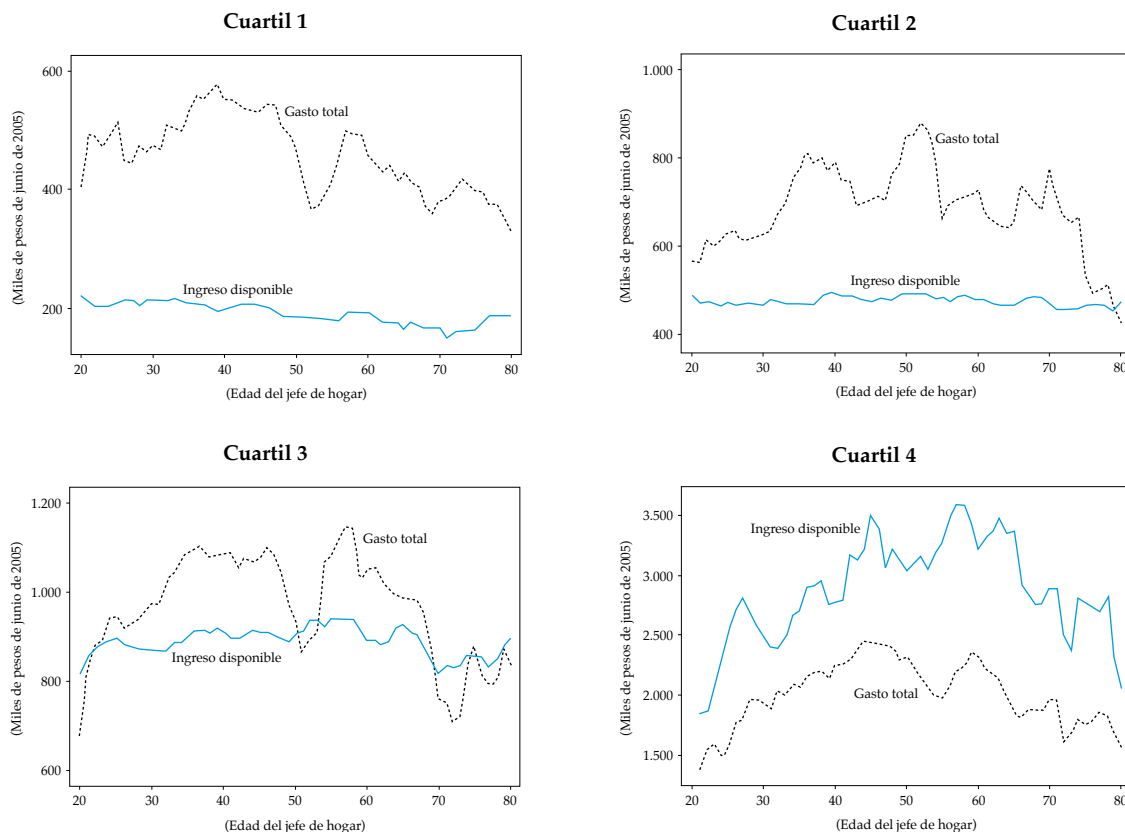 Cuartil 1
(Miles de pesos de junio de 2005)
600
400
200
Gasto total
Ingreso disponible
20 30 40 50 60 70 80
(Edad del jefe de hogar)
Cuartil 2
(Miles de pesos de junio de 2005)
1.000
800
600
400
Gasto total
Ingreso disponible
20 30 40 50 60 70 80
(Edad del jefe de hogar)
Cuartil 3
(Miles de pesos de junio de 2005)
1.200
1.000
800
600
Gasto total
Ingreso disponible
20 30 40 50 60 70 80
(Edad del jefe de hogar)
Cuartil 4
(Miles de pesos de junio de 2005)
3.500
3.000
2.500
2.000
1.500
Ingreso disponible
Gasto total
20 30 40 50 60 70 80
(Edad del jefe de hogar)